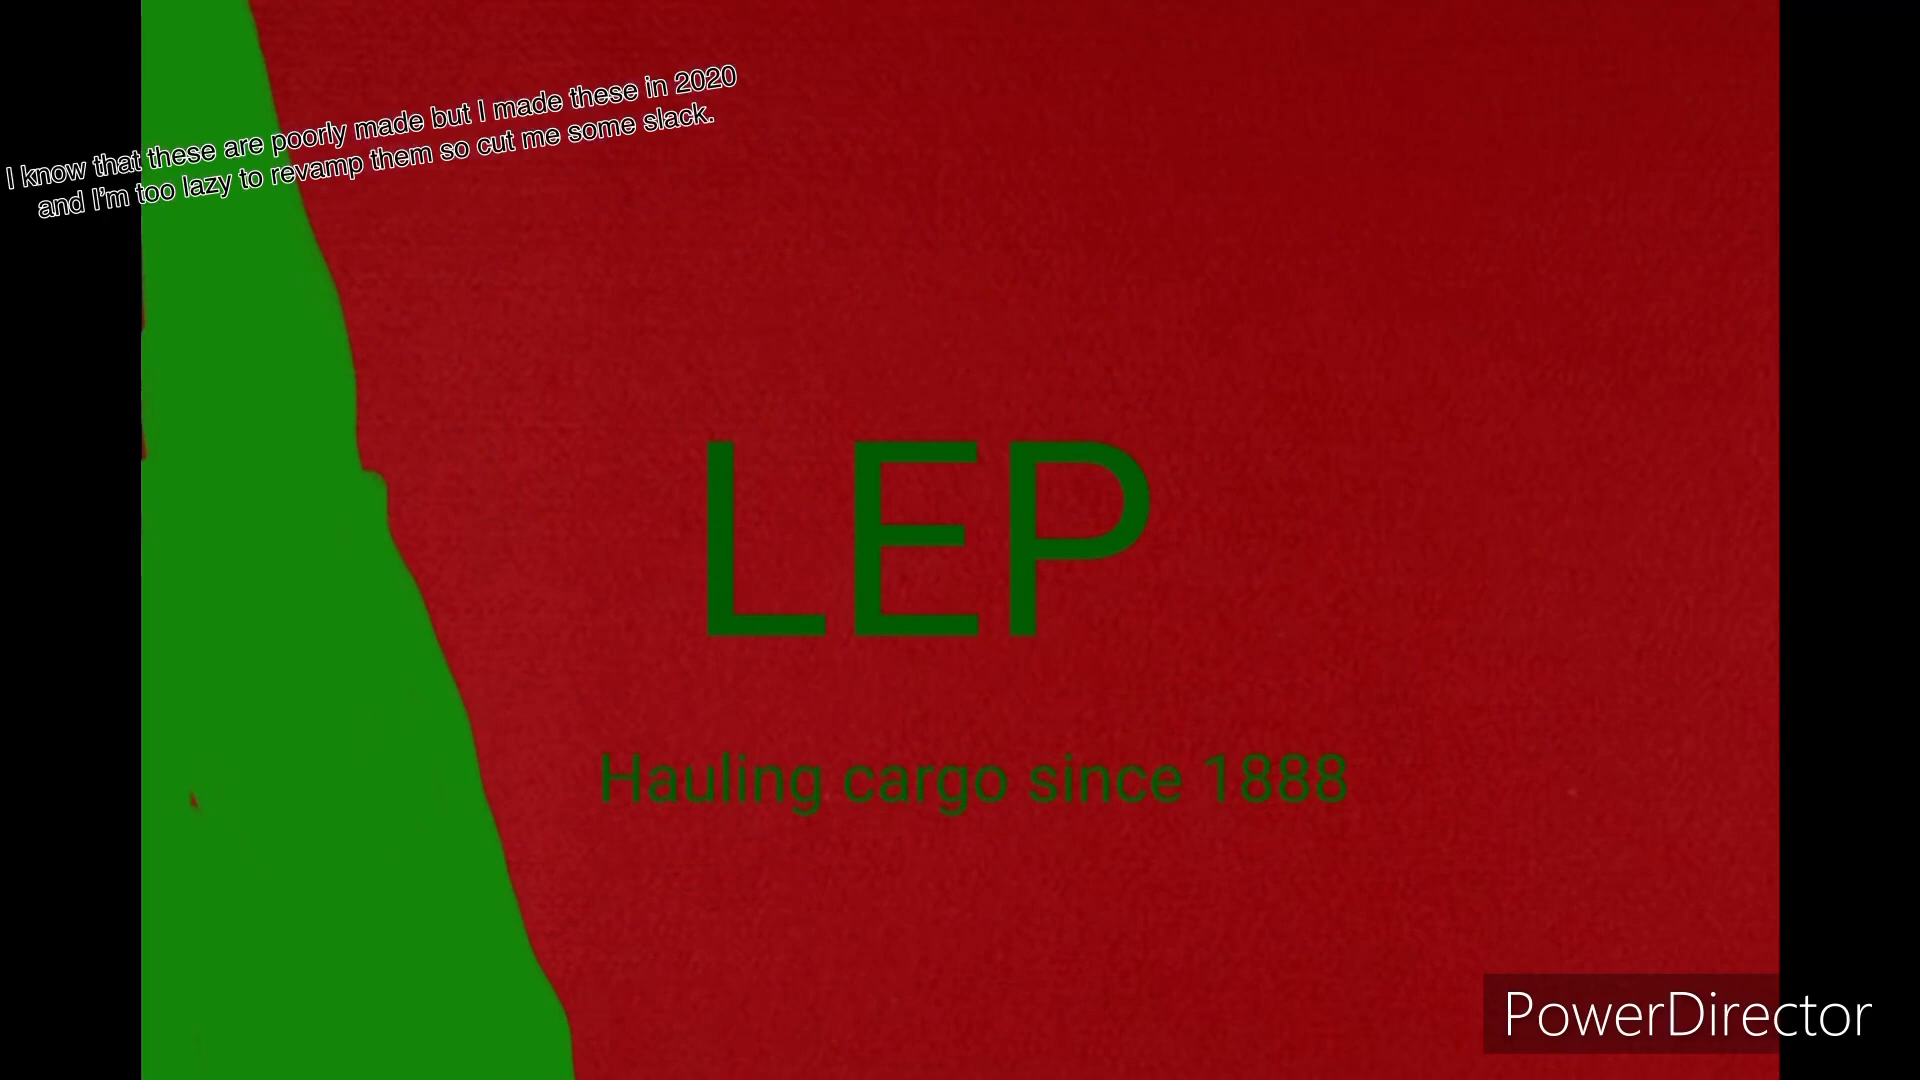 I know that these are poorly made but I made these in 2020
and I'm too lazy to revamp them so cut me some slack.
LEP
Hauling cargo since 1888
PowerDirector